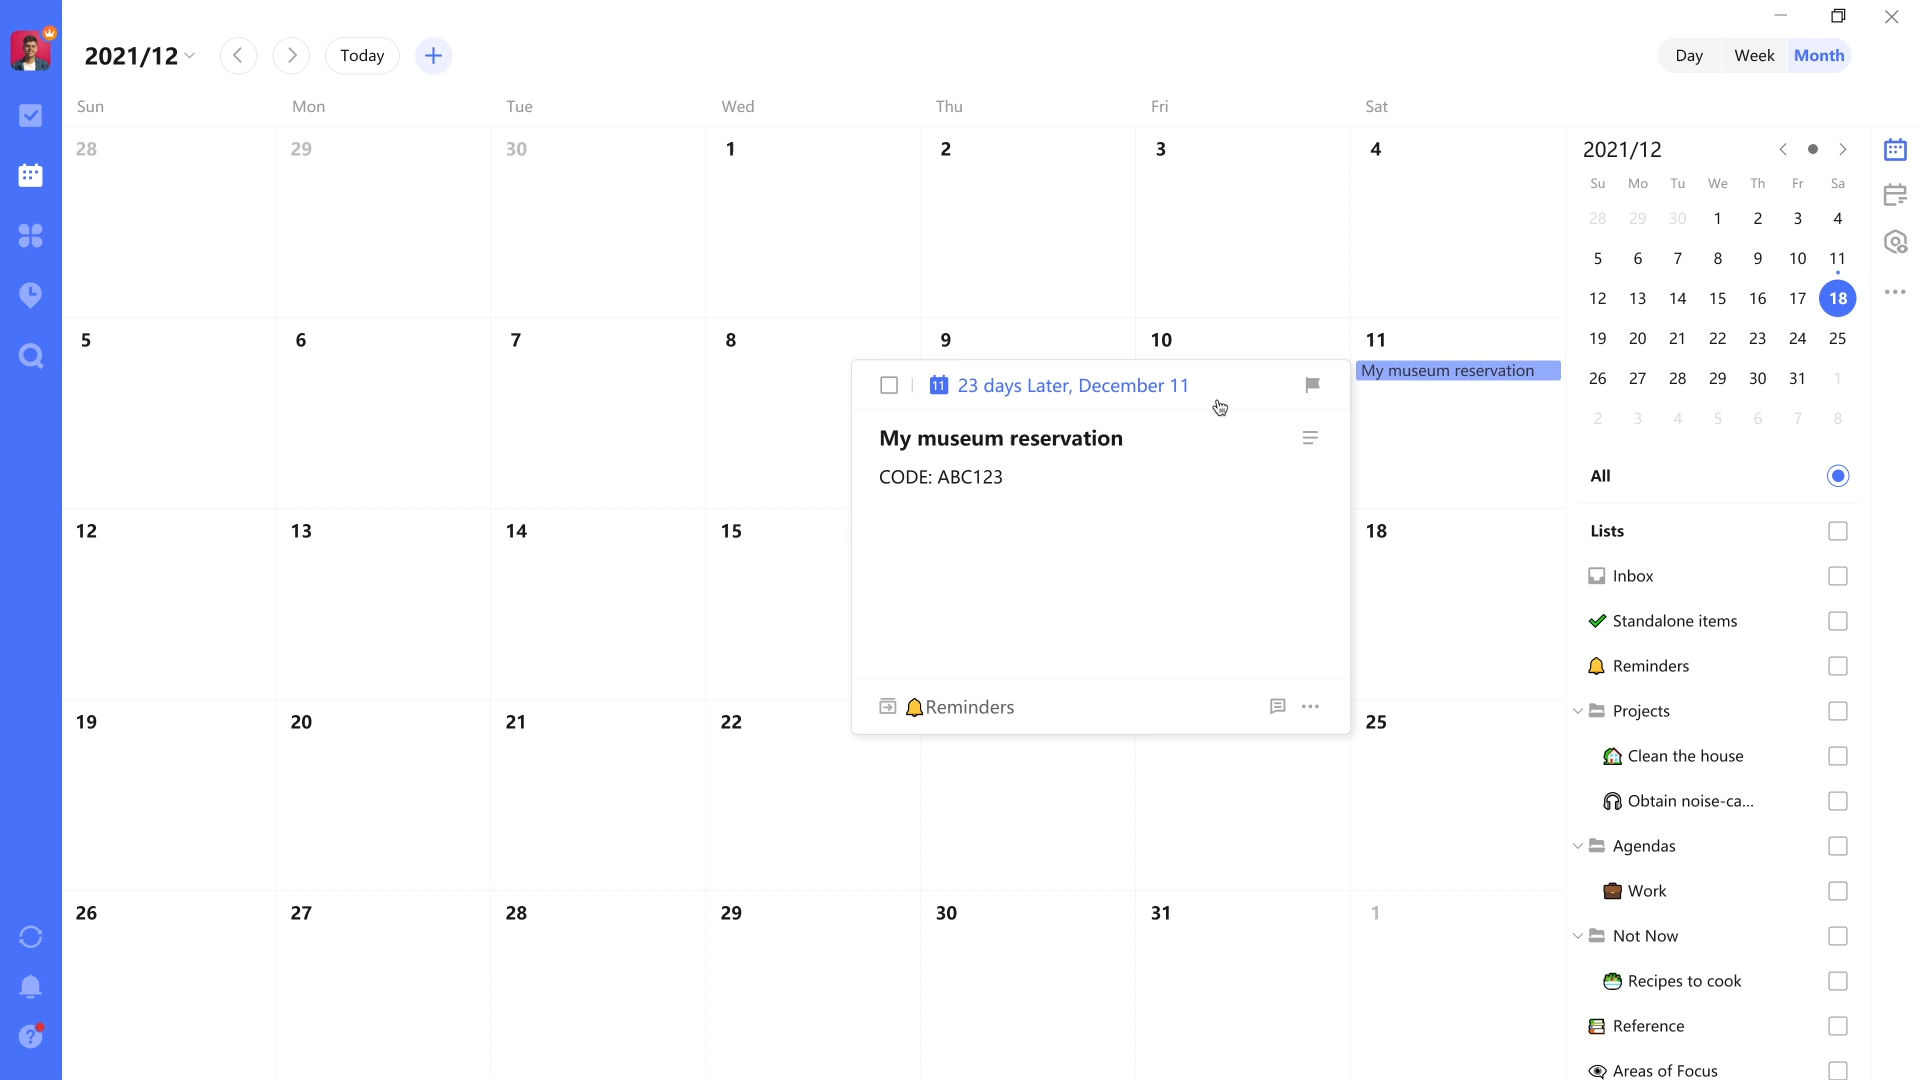 2021/12
Today
Day
Week
Month
Sun Mon Tue Wed Thu Fri Sat
28 29 30 1 2 3 4
5 6 7 8 9 10 11
My museum reservation
12 13 14 15 18
19 20 21 22 25
26 27 28 29 30 31 1
11 23 days Later, December 11
My museum reservation
CODE: ABC123
Reminders
2021/12
Su Mo Tu We Th Fr Sa
28 29 30 1 2 3 4
5 6 7 8 9 10 11
12 13 14 15 16 17 18
19 20 21 22 23 24 25
26 27 28 29 30 31 1
2 3 4 5 6 7 8
All
Lists
Inbox
Standalone items
Reminders
Projects
Clean the house
Obtain noise-ca...
Agendas
Work
Not Now
Recipes to cook
Reference
Areas of Focus